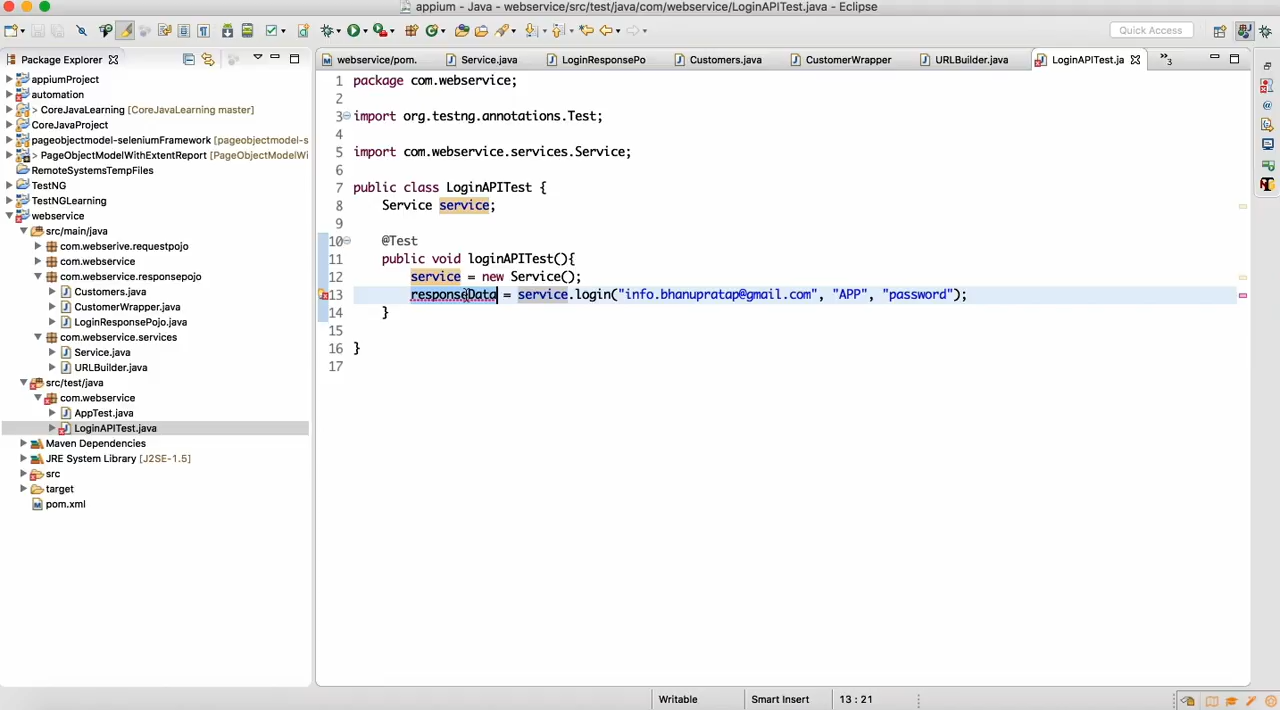 appium - Java - webservice/src/test/java/com/webservice/LoginAPITest.java - Eclipse
Quick Access
Package Explorer
webservice/pom.
Service.java
LoginResponsePo
Customers.java
CustomerWrapper
URLBuilder.java
LoginAPITest.ja
»3
appiumProject
automation
> CoreJavaLearning [CoreJavaLearning master]
CoreJavaProject
pageobjectmodel-seleniumFramework [pageobjectmodel-s
> PageObjectModelWithExtentReport [PageObjectModelWi
RemoteSystemsTempFiles
TestNG
TestNGLearning
webservice
src/main/java
com.webserive.requestpojo
com.webservice
com.webservice.responsepojo
Customers.java
CustomerWrapper.java
LoginResponsePojo.java
com.webservice.services
Service.java
URLBuilder.java
src/test/java
com.webservice
AppTest.java
LoginAPITest.java
Maven Dependencies
JRE System Library [J2SE-1.5]
src
target
pom.xml
1 package com.webservice;
2
3 import org.testng.annotations.Test;
4
5 import com.webservice.services.Service;
6
7 public class LoginAPITest {
8 Service service;
9
10 @Test
11 public void loginAPITest(){
12 service = new Service();
13 responseData = service.login("info.bhanupratap@gmail.com", "APP", "password");
14 }
15
16 }
17
Writable
Smart Insert
13 : 21